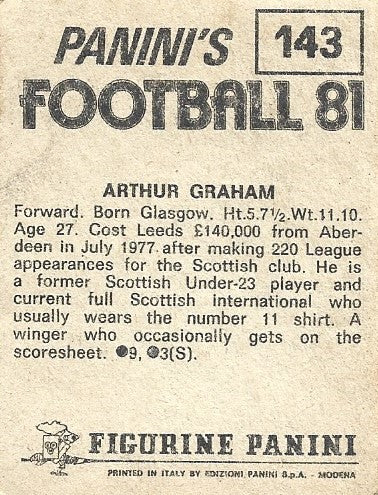 PANINI'S 143
FOOTBALL 81
ARTHUR GRAHAM
Forward. Born Glasgow. Ht.5.7½.Wt.11.10.
Age 27. Cost Leeds £140,000 from Aber-
deen in July 1977 after making 220 League
appearances for the Scottish club. He is
a former Scottish Under-23 player and
current full Scottish international who
usually wears the number 11 shirt. A
winger who occasionally gets on the
scoresheet. ●9, ●3(S).
FIGURINE PANINI
PRINTED IN ITALY BY EDIZIONI PANINI S.p.A. MODENA